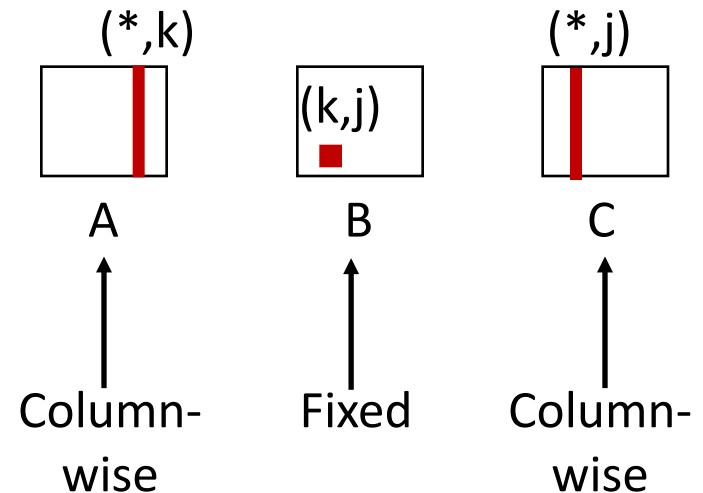 (*,k)
(*,j)
(k,j)
A
B
C
Column-
wise
Fixed
Column-
wise